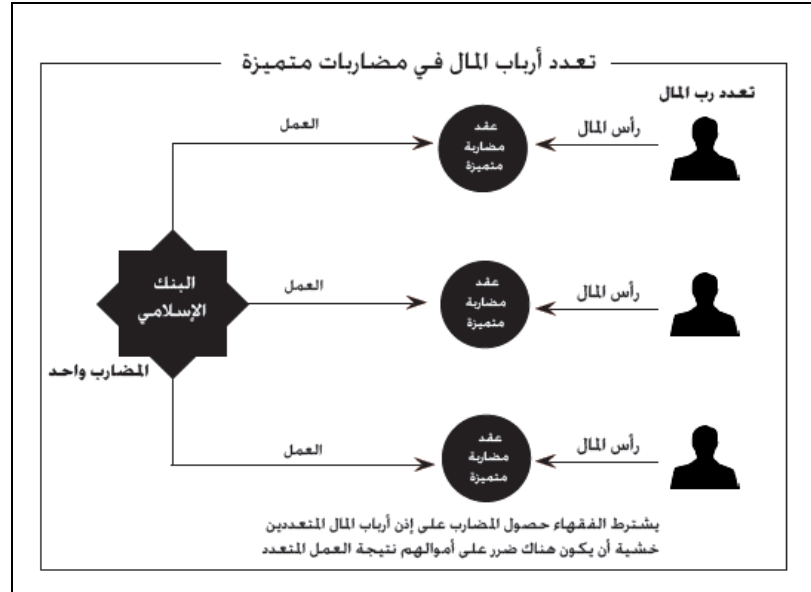 تعدد أرباب المال في مضاربات متميزة
تعدد رب المال
رأس المال
عقد
مضاربة
متميزة
العمل
رأس المال
عقد
مضاربة
متميزة
العمل
البنك
الإسلامي
المضارب واحد
رأس المال
عقد
مضاربة
متميزة
العمل
يشترط الفقهاء حصول المضارب على إذن أرباب المال المتعددين
خشية أن يكون هناك ضرر على أموالهم نتيجة العمل المتعدد